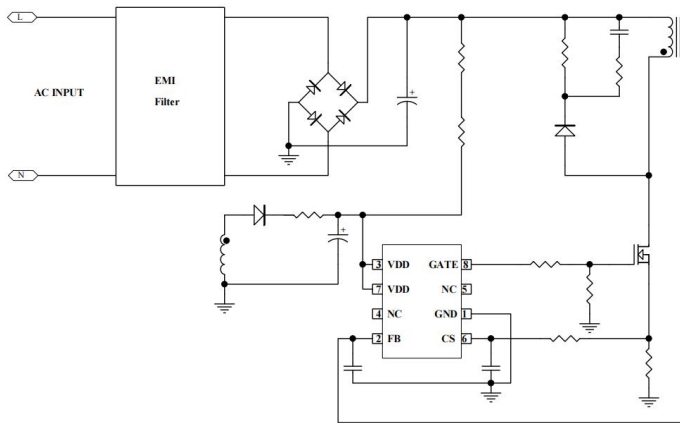 L
EMI
Filter
AC INPUT
N
+
+
3 VDD GATE 8
7 VDD NC 5
4 NC GND 1
2 FB CS 6